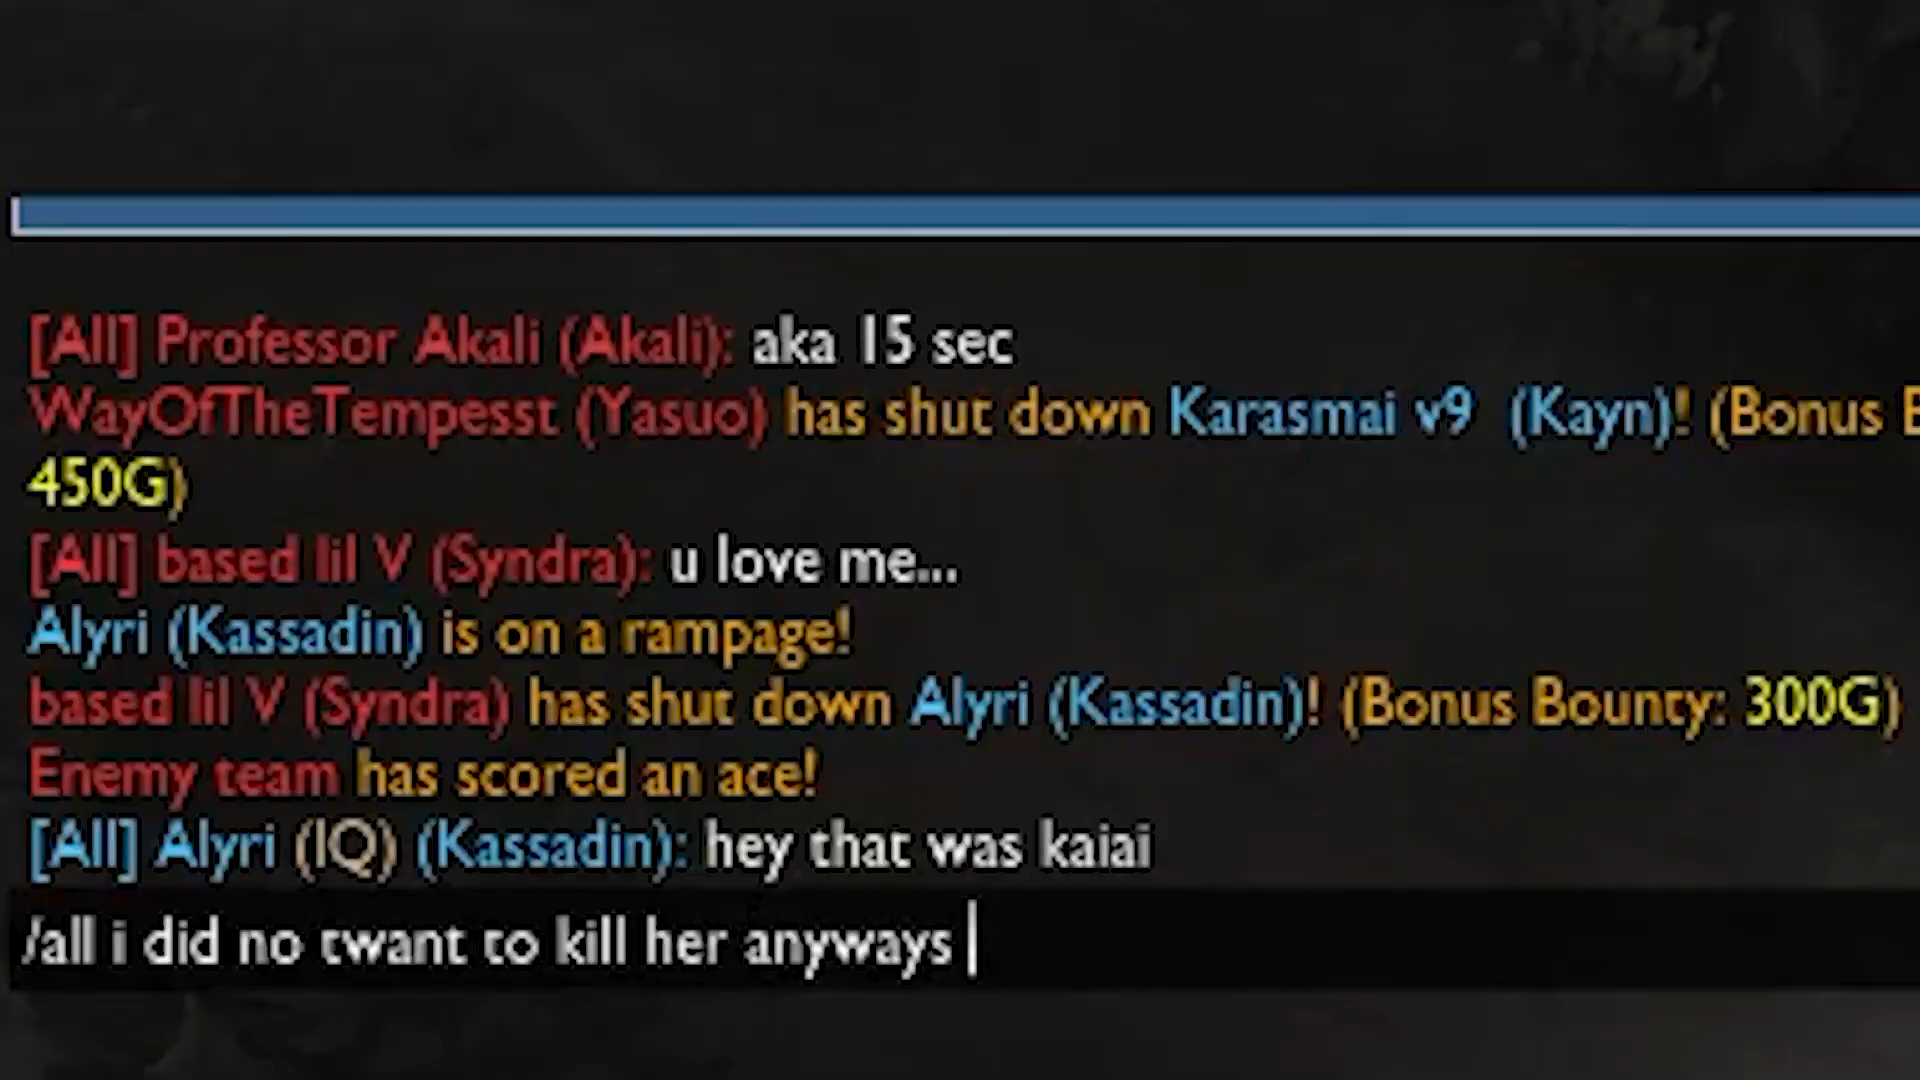 [All] Professor Akali (Akali): aka 15 sec
WayOfTheTempesst (Yasuo) has shut down Karasmai v9 (Kayn)! (Bonus
450G)
[All] based lil V (Syndra): u love me...
Alyri (Kassadin) is on a rampage!
based lil V (Syndra) has shut down Alyri (Kassadin)! (Bonus Bounty: 300G)
Enemy team has scored an ace!
[All] Alyri (IQ) (Kassadin): hey that was kaiai
/all i did no twant to kill her anyways